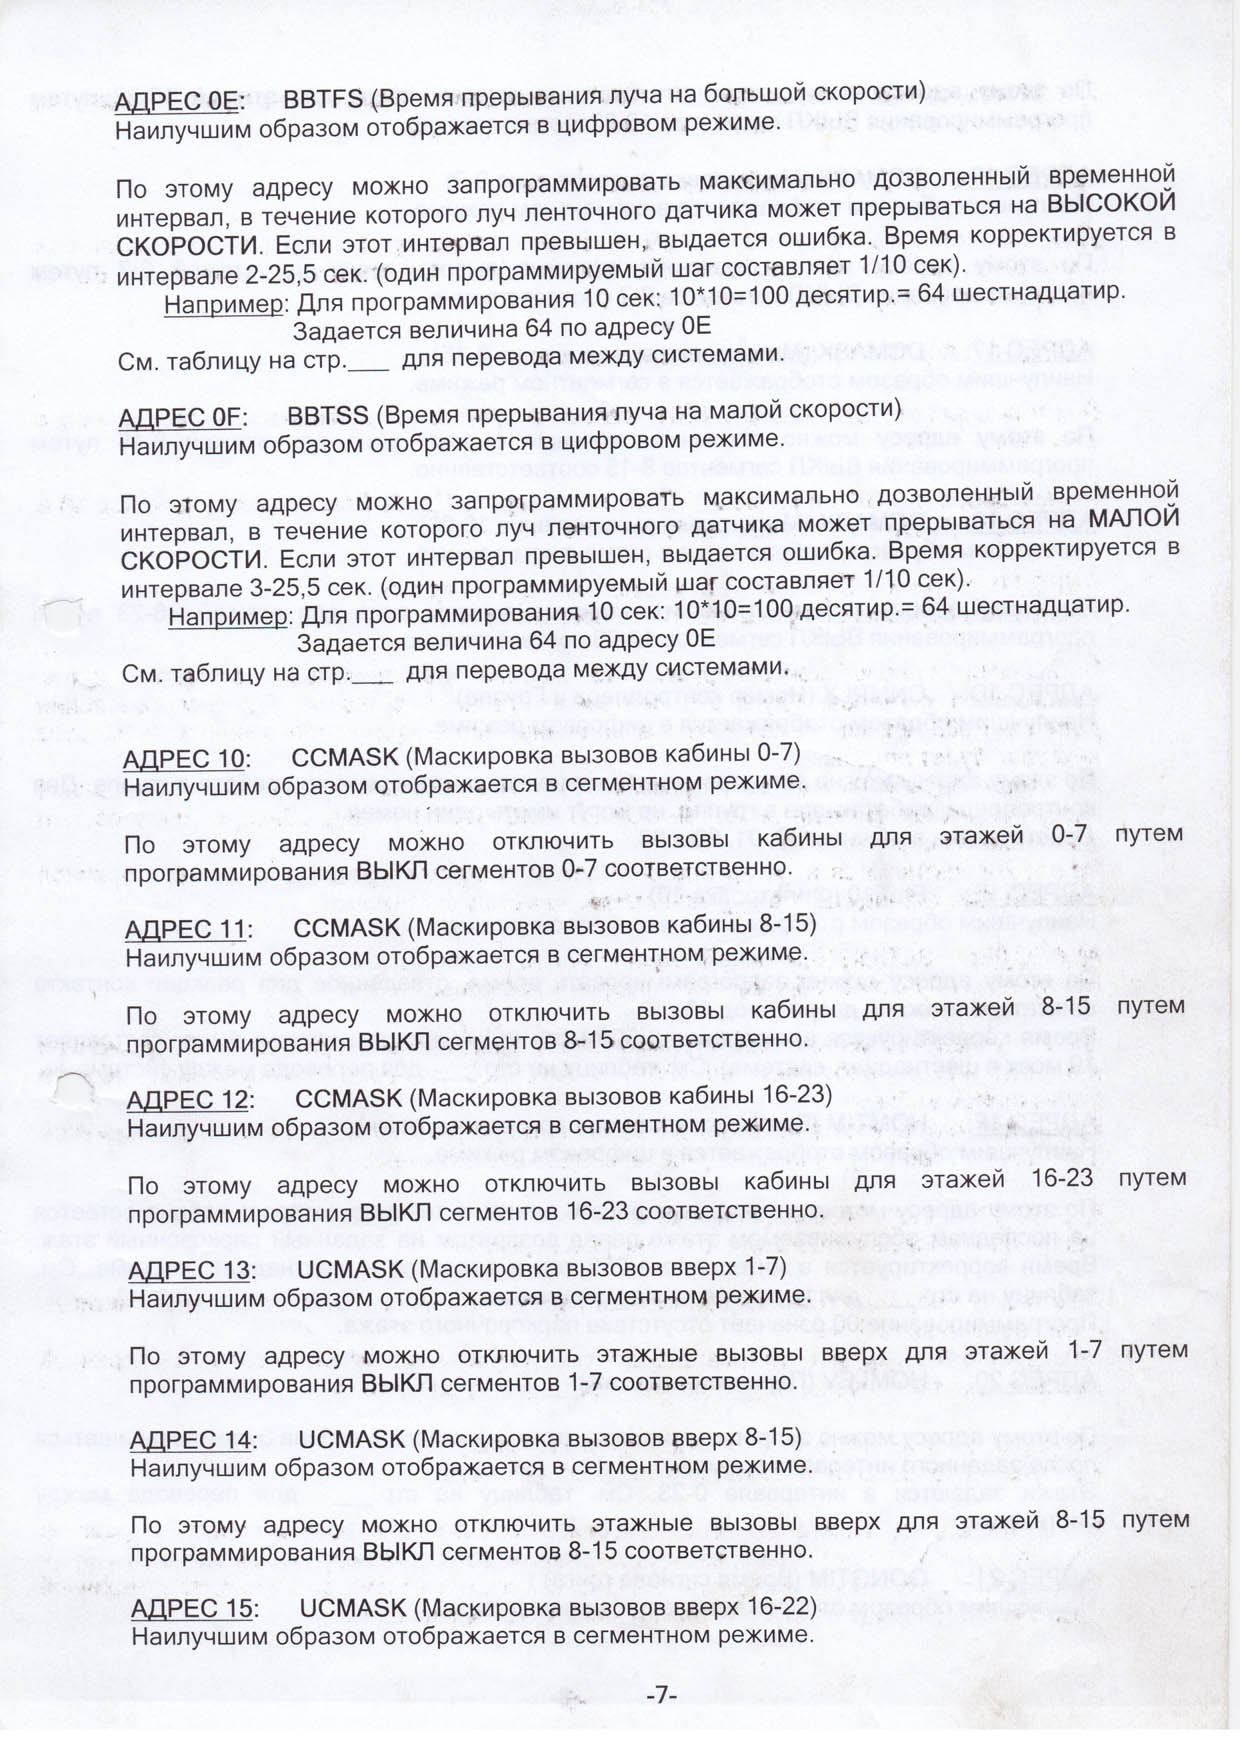 АДРЕС 0E: BBTFS (Время прерывания луча на большой скорости)
Наилучшим образом отображается в цифровом режиме.
По этому адресу можно запрограммировать максимально дозволенный временной
интервал, в течение которого луч ленточного датчика может прерываться на ВЫСОКОЙ
СКОРОСТИ. Если этот интервал превышен, выдается ошибка. Время корректируется в
интервале 2-25,5 сек. (один программируемый шаг составляет 1/10 сек).
Например: Для программирования 10 сек: 10*10=100 десятир.= 64 шестнадцатир.
Задается величина 64 по адресу 0E
См. таблицу на стр.___ для перевода между системами.
АДРЕС 0F: BBTSS (Время прерывания луча на малой скорости)
Наилучшим образом отображается в цифровом режиме.
По этому адресу можно запрограммировать максимально дозволенный временной
интервал, в течение которого луч ленточного датчика может прерываться на МАЛОЙ
СКОРОСТИ. Если этот интервал превышен, выдается ошибка. Время корректируется в
интервале 3-25,5 сек. (один программируемый шаг составляет 1/10 сек).
Например: Для программирования 10 сек: 10*10=100 десятир.= 64 шестнадцатир.
Задается величина 64 по адресу 0E
См. таблицу на стр.___ для перевода между системами.
АДРЕС 10: CCMASK (Маскировка вызовов кабины 0-7)
Наилучшим образом отображается в сегментном режиме.
По этому адресу можно отключить вызовы кабины для этажей 0-7 путем
программирования ВЫКЛ сегментов 0-7 соответственно.
АДРЕС 11: CCMASK (Маскировка вызовов кабины 8-15)
Наилучшим образом отображается в сегментном режиме.
По этому адресу можно отключить вызовы кабины для этажей 8-15 путем
программирования ВЫКЛ сегментов 8-15 соответственно.
АДРЕС 12: CCMASK (Маскировка вызовов кабины 16-23)
Наилучшим образом отображается в сегментном режиме.
По этому адресу можно отключить вызовы кабины для этажей 16-23 путем
программирования ВЫКЛ сегментов 16-23 соответственно.
АДРЕС 13: UCMASK (Маскировка вызовов вверх 1-7)
Наилучшим образом отображается в сегментном режиме.
По этому адресу можно отключить этажные вызовы вверх для этажей 1-7 путем
программирования ВЫКЛ сегментов 1-7 соответственно.
АДРЕС 14: UCMASK (Маскировка вызовов вверх 8-15)
Наилучшим образом отображается в сегментном режиме.
По этому адресу можно отключить этажные вызовы вверх для этажей 8-15 путем
программирования ВЫКЛ сегментов 8-15 соответственно.
АДРЕС 15: UCMASK (Маскировка вызовов вверх 16-22)
Наилучшим образом отображается в сегментном режиме.
-7-